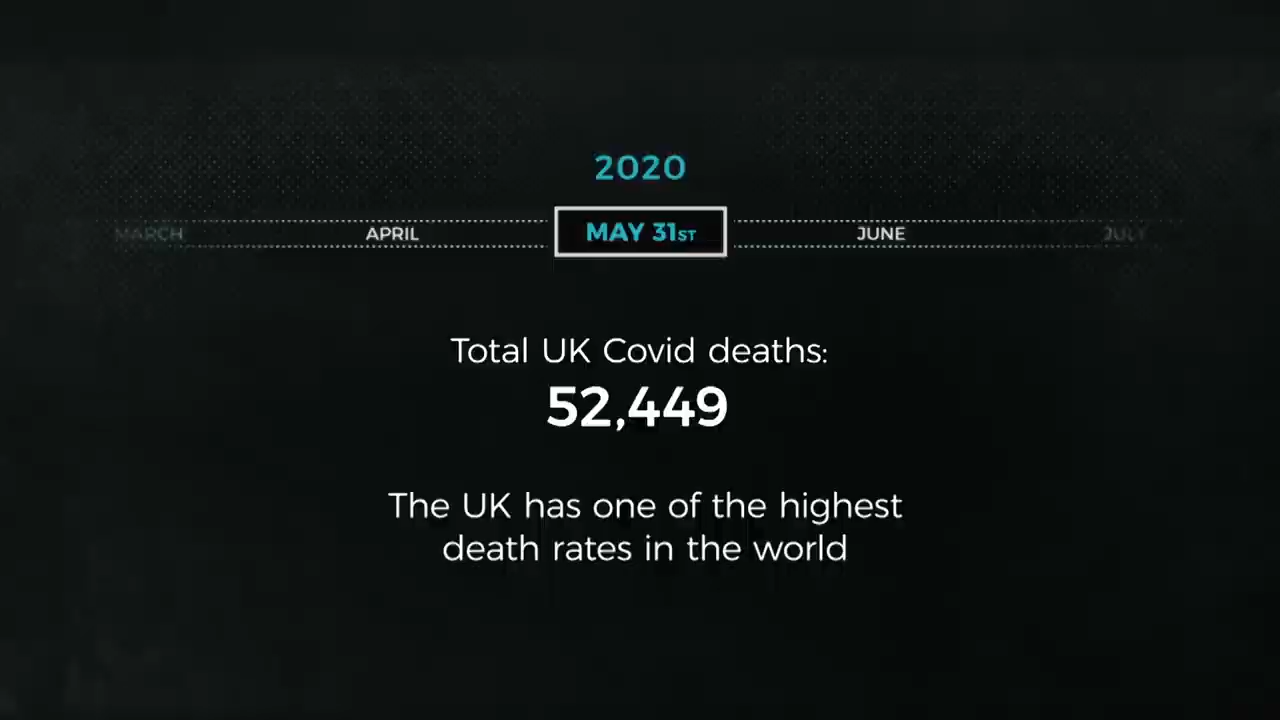 2020
MARCH APRIL MAY 31ST JUNE JULY
Total UK Covid deaths:
52,449
The UK has one of the highest
death rates in the world